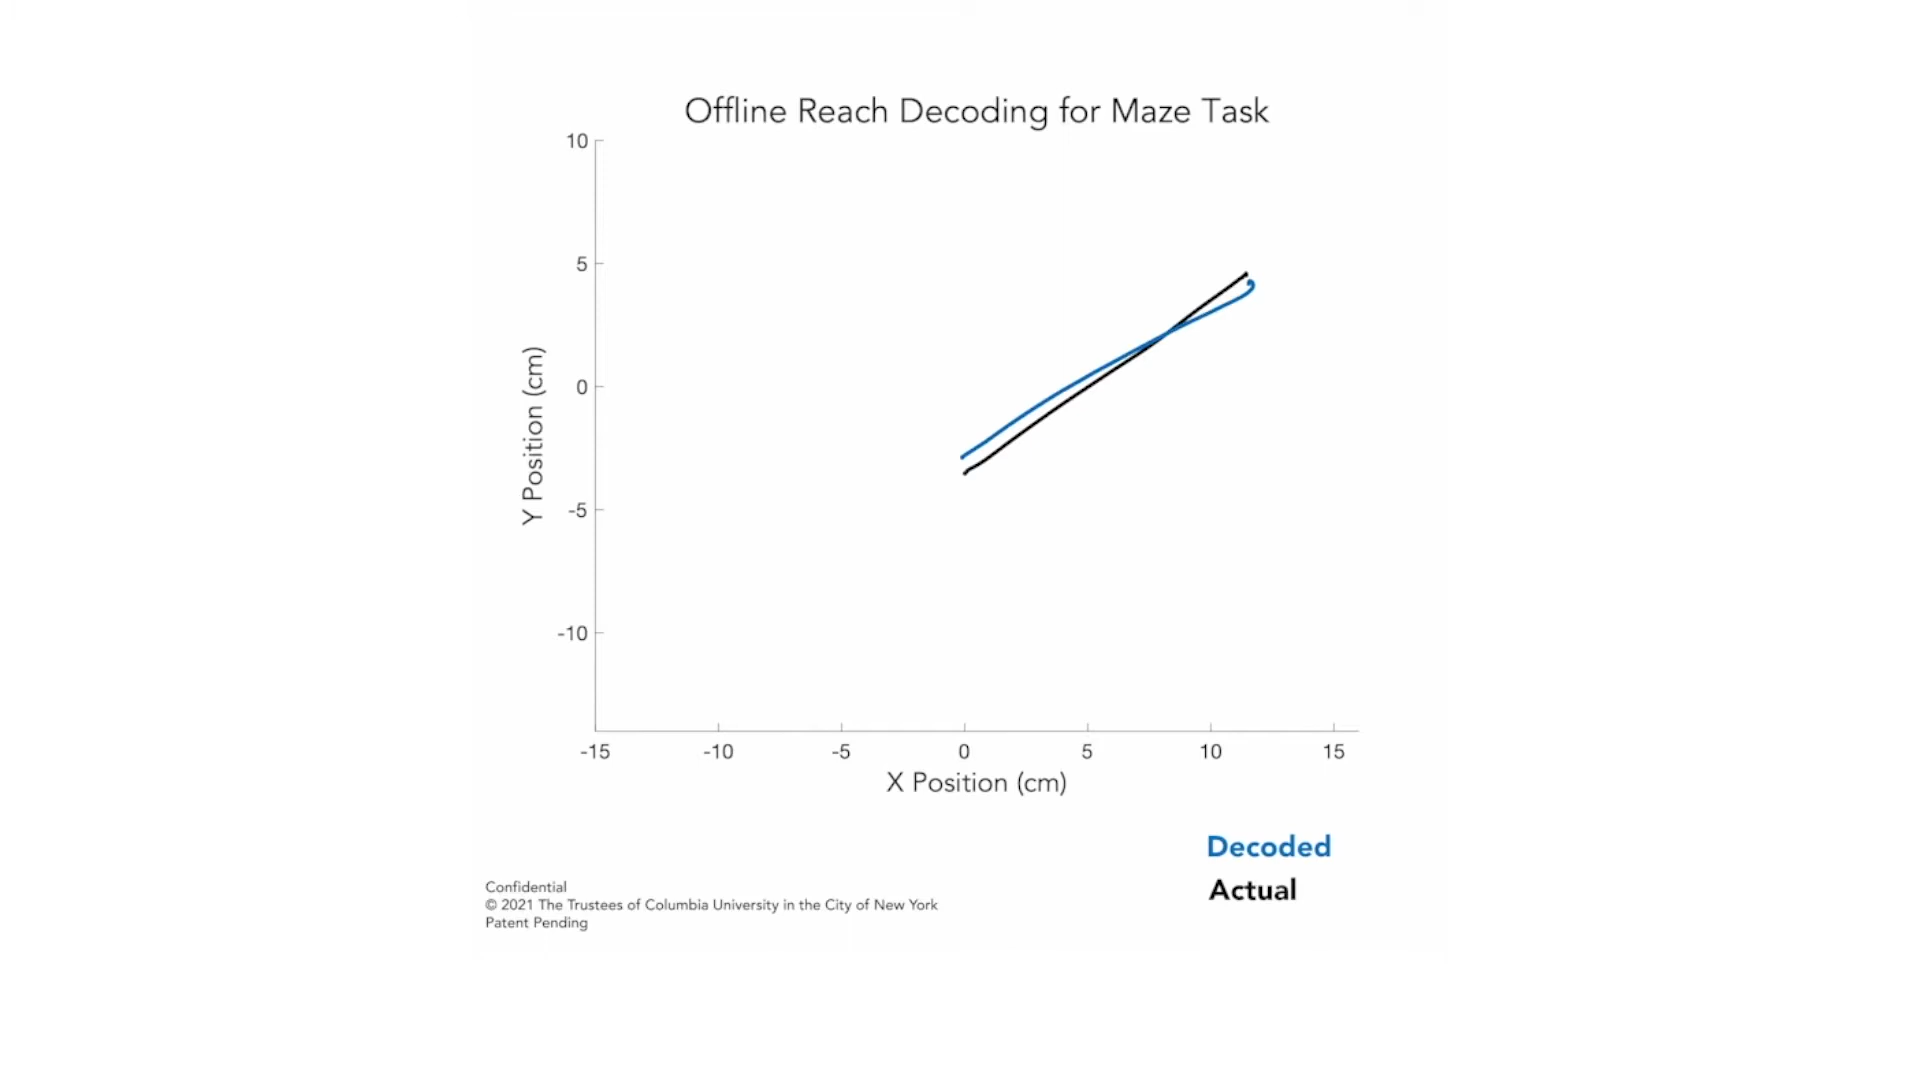 Offline Reach Decoding for Maze Task
10
5
0
-5
-10
Y Position (cm)
-15 -10 -5 0 5 10 15
X Position (cm)
Decoded
Actual
Confidential
© 2021 The Trustees of Columbia University in the City of New York
Patent Pending